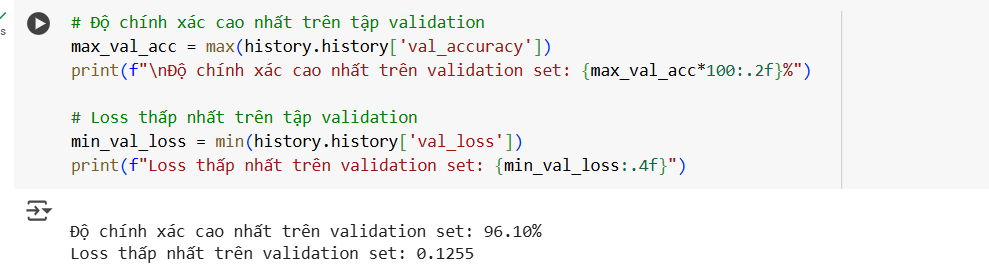 # Độ chính xác cao nhất trên tập validation
max_val_acc = max(history.history['val_accuracy'])
print(f"\nĐộ chính xác cao nhất trên validation set: {max_val_acc*100:.2f}%")

# Loss thấp nhất trên tập validation
min_val_loss = min(history.history['val_loss'])
print(f"Loss thấp nhất trên validation set: {min_val_loss:.4f}")

Độ chính xác cao nhất trên validation set: 96.10%
Loss thấp nhất trên validation set: 0.1255